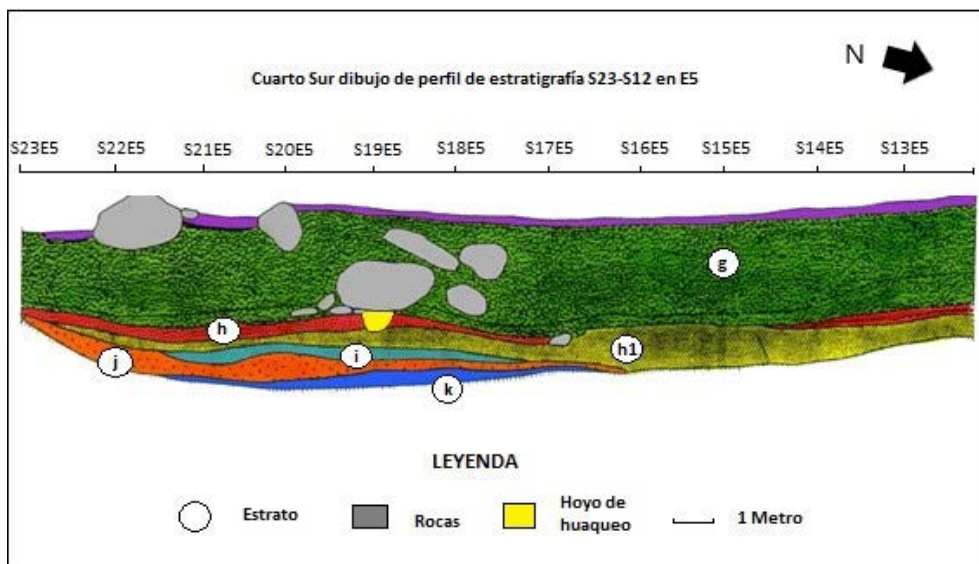 N
Cuarto Sur dibujo de perfil de estratigrafía S23-S12 en E5
S23E5 S22E5 S21E5 S20E5 S19E5 S18E5 S17E5 S16E5 S15E5 S14E5 S13E5
g
h
h1
i
j
k
LEYENDA
Estrato Rocas Hoyo de 1 Metro
huaqueo